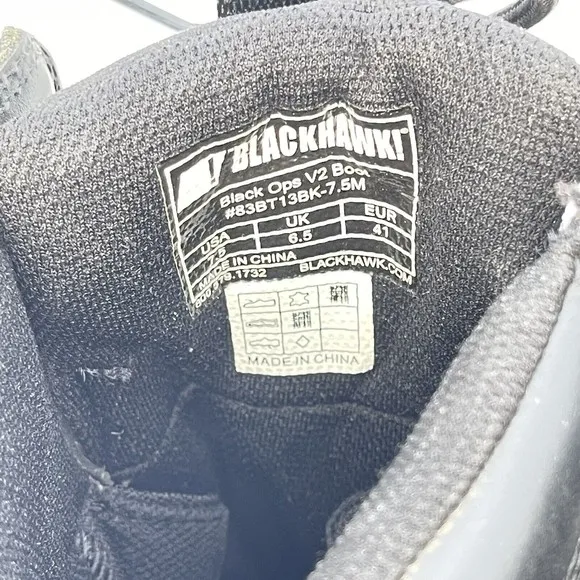 BLACKHAWK!
Black Ops V2 Boot
#83BT13BK-7.5M
USA UK EUR
7.5 6.5 41
MADE IN CHINA BLACKHAWK.COM
1732
MADE IN CHINA